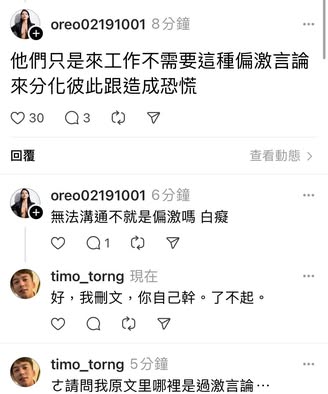 oreo02191001 8分鐘
他們只是來工作不需要這種偏激言論
來分化彼此跟造成恐慌
30 3
回覆 查看動態
oreo02191001 6分鐘
無法溝通不就是偏激嗎 白癡
1
timo_torng 現在
好，我刪文，你自己幹。了不起。
timo_torng 5分鐘
ㄜ請問我原文里哪裡是過激言論⋯